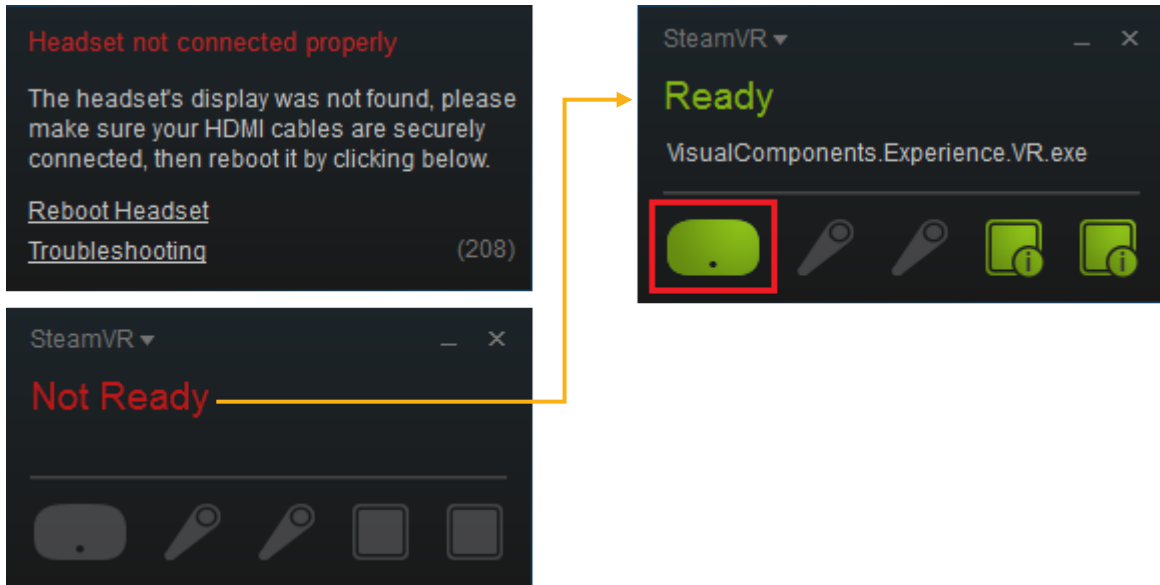 Headset not connected properly
The headset's display was not found, please
make sure your HDMI cables are securely
connected, then reboot it by clicking below.
Reboot Headset
Troubleshooting (208)
SteamVR
Not Ready
SteamVR
Ready
VisualComponents.Experience.VR.exe